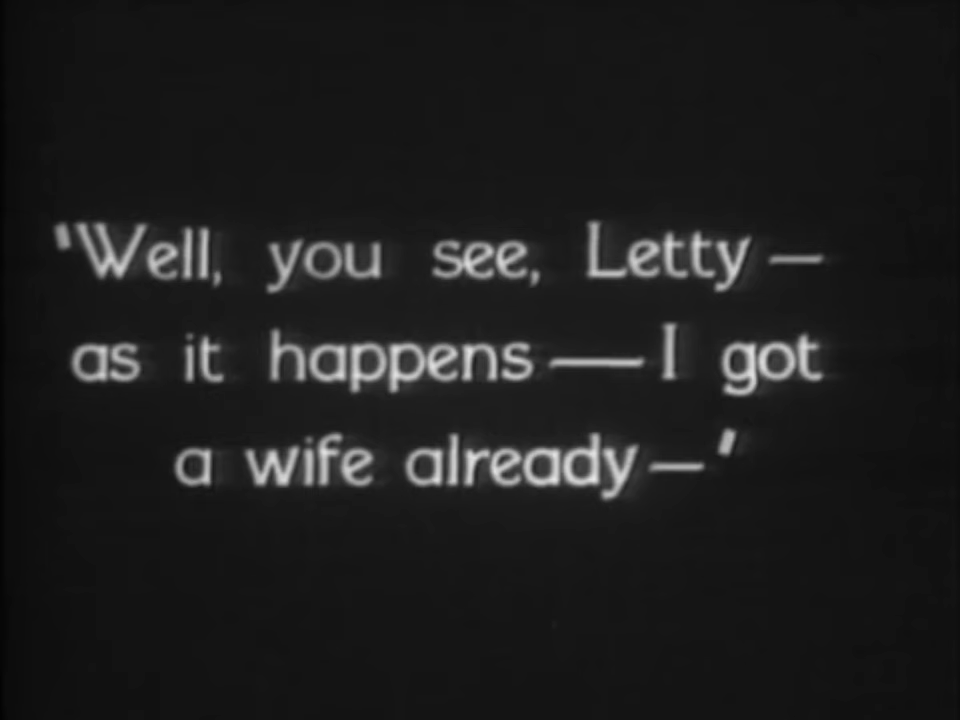 "Well, you see, Letty —
as it happens — I got
a wife already — "